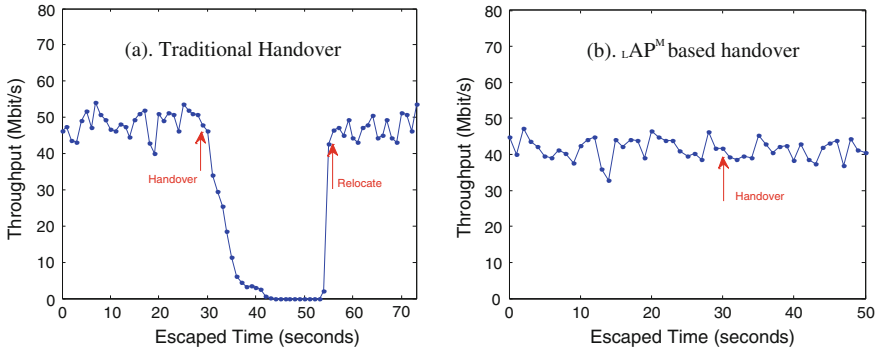 (a). Traditional Handover
Throughput (Mbit/s)
80
70
60
50
40
30
20
10
0
Handover
Relocate
0 10 20 30 40 50 60 70
Escaped Time (seconds)
(b). LAPM based handover
Throughput (Mbit/s)
80
70
60
50
40
30
20
10
0
Handover
0 10 20 30 40 50
Escaped Time (seconds)